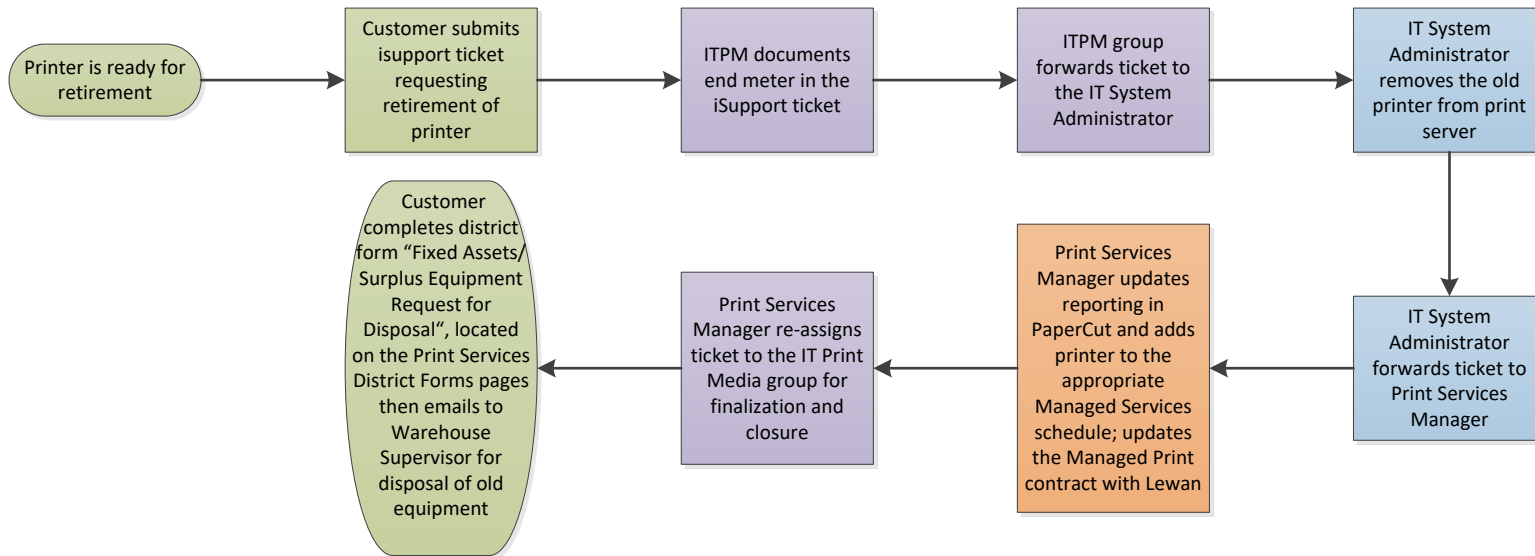 Printer is ready for
retirement
Customer submits
isupport ticket
requesting
retirement of
printer
ITPM documents
end meter in the
iSupport ticket
ITPM group
forwards ticket to
the IT System
Administrator
IT System
Administrator
removes the old
printer from print
server
IT System
Administrator
forwards ticket to
Print Services
Manager
Print Services
Manager updates
reporting in
PaperCut and adds
printer to the
appropriate
Managed Services
schedule; updates
the Managed Print
contract with Lewan
Print Services
Manager re-assigns
ticket to the IT Print
Media group for
finalization and
closure
Customer
completes district
form “Fixed Assets/
Surplus Equipment
Request for
Disposal“, located
on the Print Services
District Forms pages
then emails to
Warehouse
Supervisor for
disposal of old
equipment